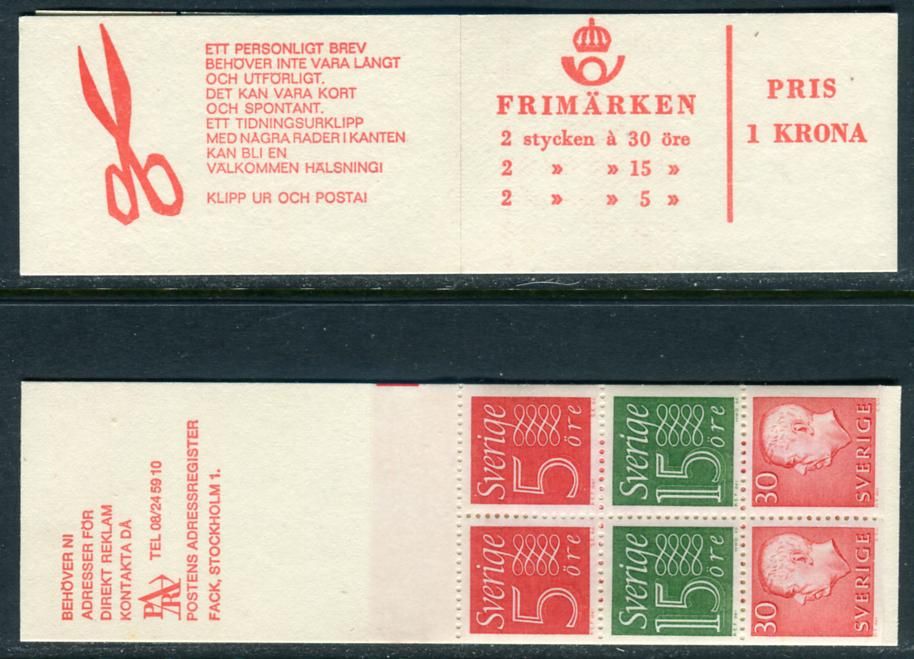 ETT PERSONLIGT BREV
BEHÖVER INTE VARA LÅNGT
OCH UTFÖRLIGT.
DET KAN VARA KORT
OCH SPONTANT.
ETT TIDNINGSURKLIPP
MED NÅGRA RADER I KANTEN
KAN BLI EN
VÄLKOMMEN HÄLSNING!
KLIPP UR OCH POSTA!
FRIMÄRKEN
2 stycken à 30 öre
2 » » 15 »
2 » » 5 »
PRIS
1 KRONA
BEHÖVER NI
ADRESSER FÖR
DIREKT REKLAM
KONTAKTA DÅ
PAR TEL 08/24 59 10
POSTENS ADRESSREGISTER
FACK, STOCKHOLM 1.
Sverige
5 öre
Sverige
15 öre
30
SVERIGE
Sverige
5 öre
Sverige
15 öre
30
SVERIGE